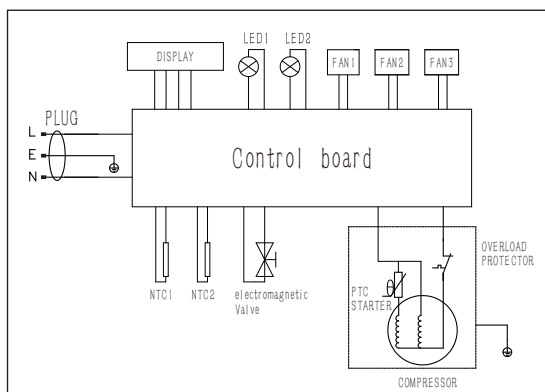 LED1 LED2
DISPLAY
FAN1 FAN2 FAN3
PLUG
L
E
N
Control board
NTC1 NTC2 electromagnetic
Valve
OVERLOAD
PROTECTOR
PTC
STARTER
COMPRESSOR